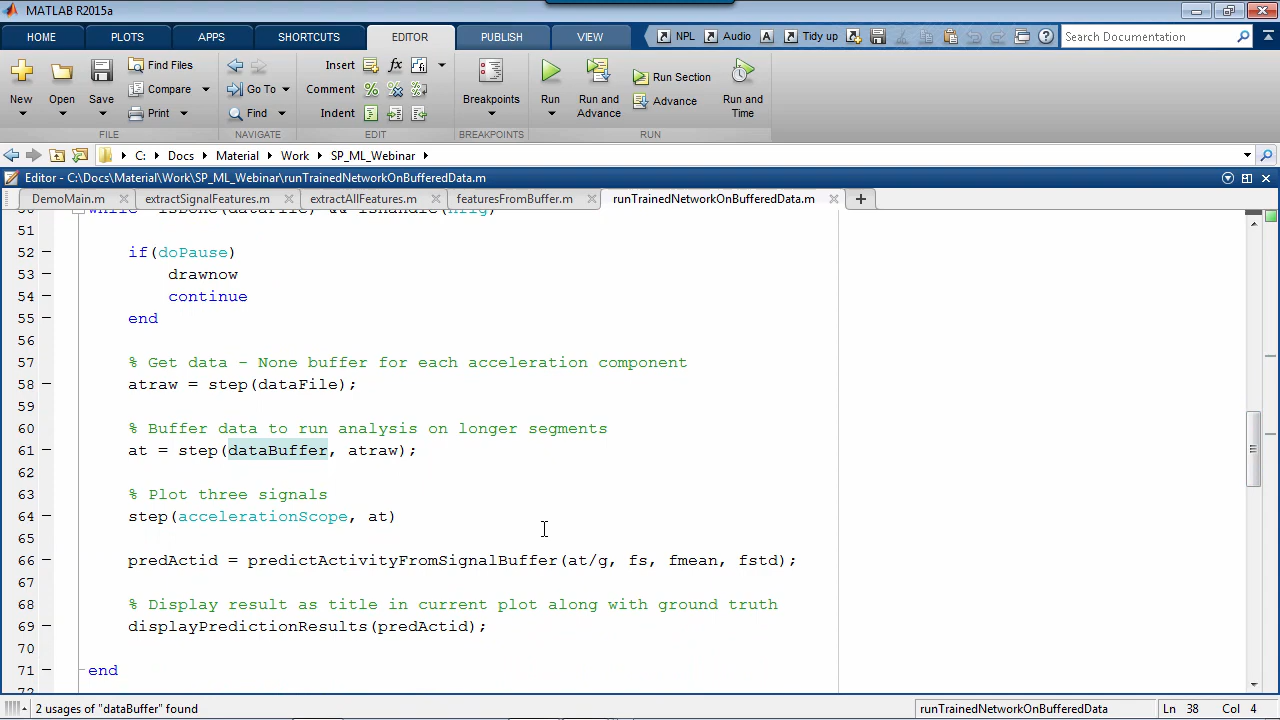 MATLAB R2015a
HOME PLOTS APPS SHORTCUTS EDITOR PUBLISH VIEW NPL Audio A Tidy up Search Documentation
New Open Save Find Files Compare Print Go To Find Insert Comment Indent fx Breakpoints Run Run and Advance Run Section Advance Run and Time
FILE NAVIGATE EDIT BREAKPOINTS RUN
C: Docs Material Work SP_ML_Webinar
Editor - C:\Docs\Material\Work\SP_ML_Webinar\runTrainedNetworkOnBufferedData.m
DemoMain.m extractSignalFeatures.m extractAllFeatures.m featuresFromBuffer.m runTrainedNetworkOnBufferedData.m
51
52 if(doPause)
53 drawnow
54 continue
55 end
56
57 % Get data - None buffer for each acceleration component
58 atraw = step(dataFile);
59
60 % Buffer data to run analysis on longer segments
61 at = step(dataBuffer, atraw);
62
63 % Plot three signals
64 step(accelerationScope, at)
65
66 predActid = predictActivityFromSignalBuffer(at/g, fs, fmean, fstd);
67
68 % Display result as title in current plot along with ground truth
69 displayPredictionResults(predActid);
70
71 end
2 usages of "dataBuffer" found runTrainedNetworkOnBufferedData Ln 38 Col 4